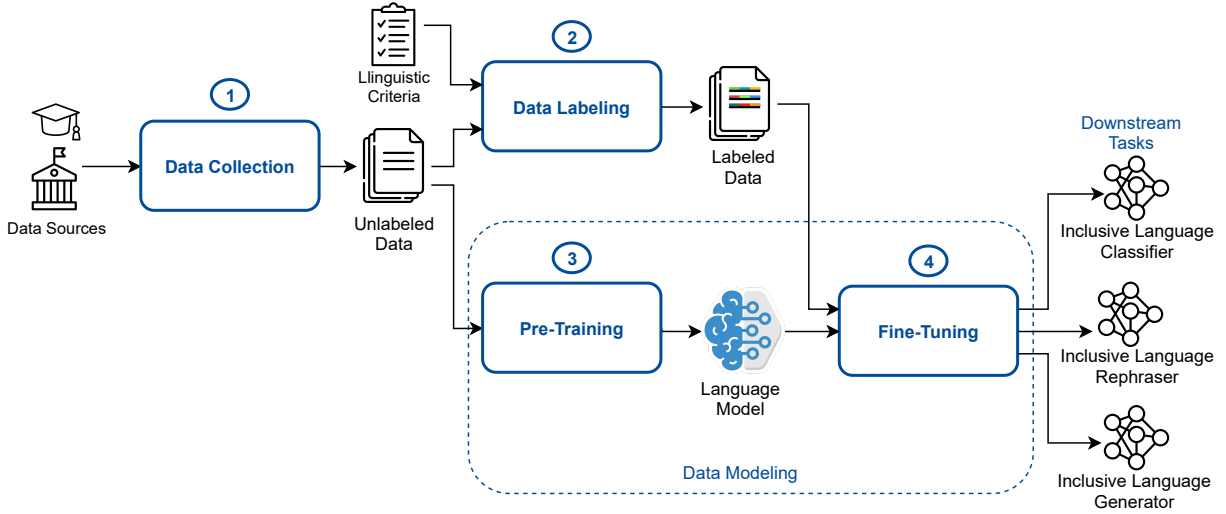 1
Data Collection
Data Sources
Llinguistic
Criteria
Unlabeled
Data
2
Data Labeling
Labeled
Data
3
Pre-Training
Language
Model
4
Fine-Tuning
Data Modeling
Downstream
Tasks
Inclusive Language
Classifier
Inclusive Language
Rephraser
Inclusive Language
Generator